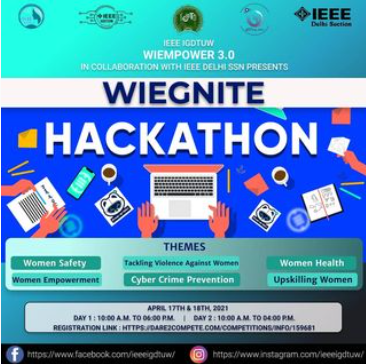 IEEE
Delhi Section
IEEE IGDTUW
WIEMPOWER 3.0
IN COLLABORATION WITH IEEE DELHI SSN PRESENTS
WIEGNITE
HACKATHON
THEMES
Women Safety
Tackling Violence Against Women
Women Health
Women Empowerment
Cyber Crime Prevention
Upskilling Women
APRIL 17TH & 18TH, 2021
DAY 1 : 10:00 A.M. TO 06:00 P.M. | DAY 2 : 10:00 A.M. TO 04:00 P.M.
REGISTRATION LINK : HTTPS://DARE2COMPETE.COM/COMPETITIONS/INFO/159681
https://www.facebook.com/ieeeigdtuw/
https://www.instagram.com/ieeeigdtuw/